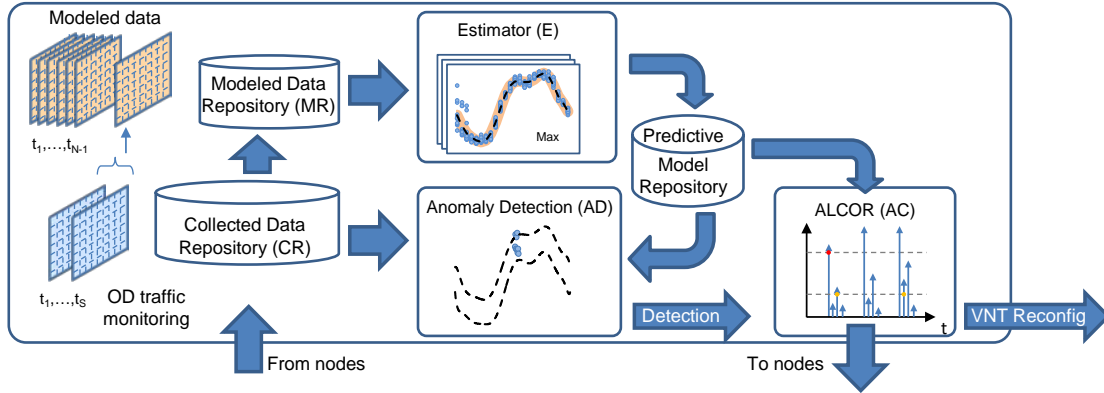 Modeled data
t1,…,tN-1
t1,…,tS
OD traffic
monitoring
Modeled Data
Repository (MR)
Collected Data
Repository (CR)
From nodes
Estimator (E)
Max
Predictive
Model
Repository
Anomaly Detection (AD)
Detection
ALCOR (AC)
t
VNT Reconfig
To nodes